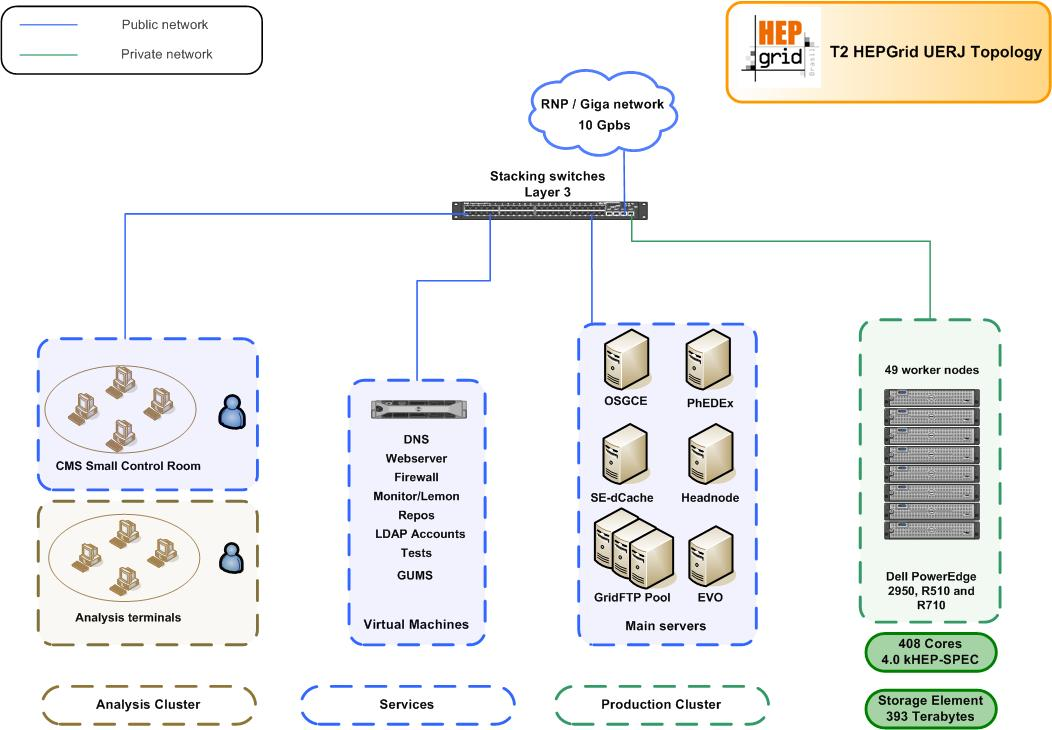 Public network
Private network
HEP
grid
Brasil
T2 HEPGrid UERJ Topology
RNP / Giga network
10 Gpbs
Stacking switches
Layer 3
CMS Small Control Room
Analysis terminals
DNS
Webserver
Firewall
Monitor/Lemon
Repos
LDAP Accounts
Tests
GUMS
Virtual Machines
OSGCE
PhEDEx
SE-dCache
Headnode
GridFTP Pool
EVO
Main servers
49 worker nodes
Dell PowerEdge
2950, R510 and
R710
408 Cores
4.0 kHEP-SPEC
Storage Element
393 Terabytes
Analysis Cluster
Services
Production Cluster